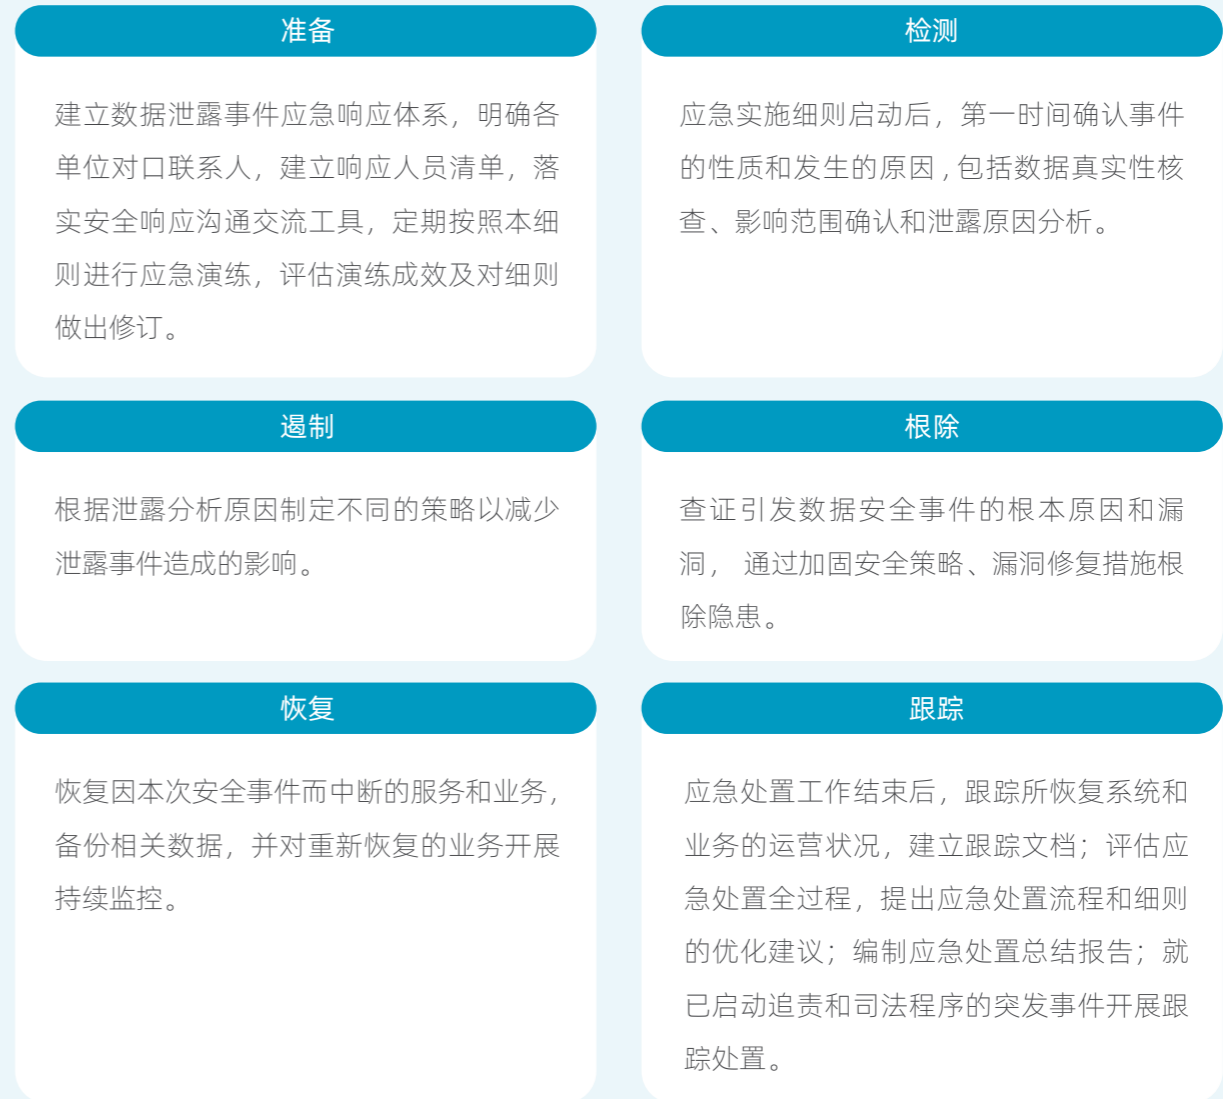 准备
建立数据泄露事件应急响应体系，明确各
单位对口联系人，建立响应人员清单，落
实安全响应沟通交流工具，定期按照本细
则进行应急演练，评估演练成效及对细则
做出修订。
检测
应急实施细则启动后，第一时间确认事件
的性质和发生的原因，包括数据真实性核
查、影响范围确认和泄露原因分析。
遏制
根据泄露分析原因制定不同的策略以减少
泄露事件造成的影响。
根除
查证引发数据安全事件的根本原因和漏
洞， 通过加固安全策略、漏洞修复措施根
除隐患。
恢复
恢复因本次安全事件而中断的服务和业务，
备份相关数据，并对重新恢复的业务开展
持续监控。
跟踪
应急处置工作结束后，跟踪所恢复系统和
业务的运营状况，建立跟踪文档；评估应
急处置全过程，提出应急处置流程和细则
的优化建议；编制应急处置总结报告；就
已启动追责和司法程序的突发事件开展跟
踪处置。